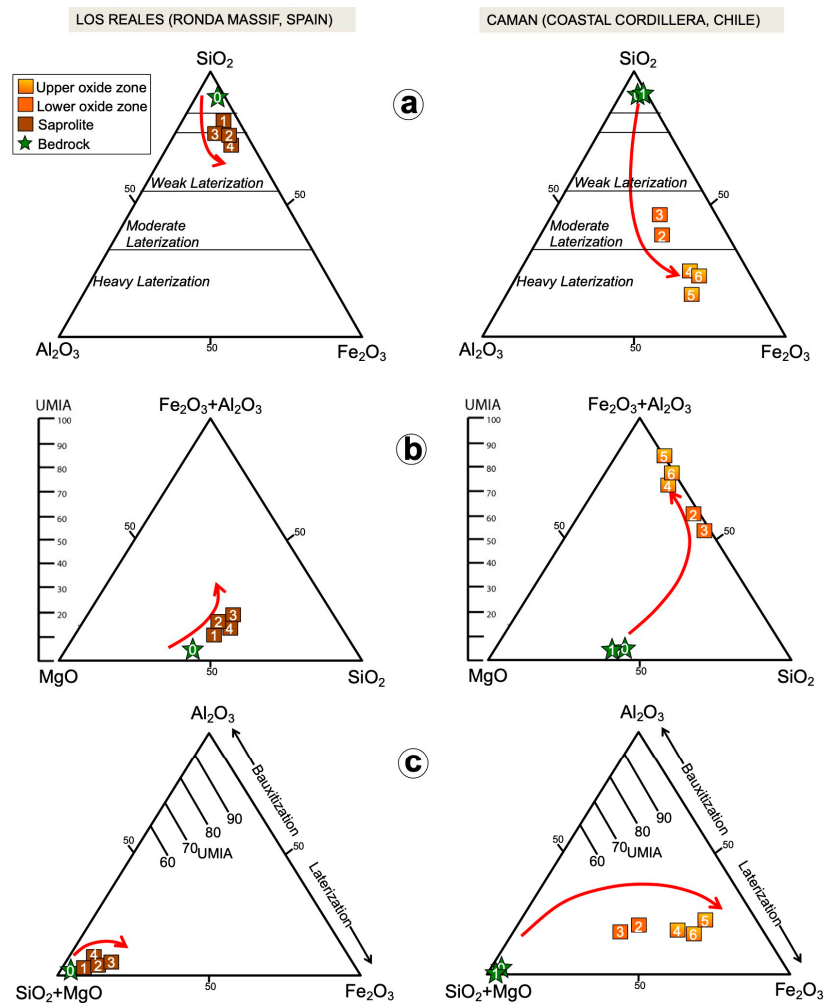 LOS REALES (RONDA MASSIF, SPAIN)
CAMAN (COASTAL CORDILLERA, CHILE)
SiO₂
SiO₂
a
Upper oxide zone
Lower oxide zone
Saprolite
Bedrock
0
1
3
2
4
1
1
Weak Laterization
50
50
Moderate
Laterization
Heavy Laterization
Al₂O₃
50
Fe₂O₃
Weak Laterization
50
50
3
2
Moderate
Laterization
Heavy Laterization
4
6
5
Al₂O₃
50
Fe₂O₃
b
UMIA
Fe₂O₃+Al₂O₃
100
90
80
70
60
50
40
30
20
50
50
3
2
1
4
0
MgO
50
SiO₂
UMIA
Fe₂O₃+Al₂O₃
100
90
80
70
60
50
40
30
20
5
6
4
2
3
50
50
1
0
MgO
50
SiO₂
c
Al₂O₃
Bauxitization
Laterization
90
80
70
60
UMIA
50
50
0
1
4
2
3
SiO₂+MgO
50
Fe₂O₃
Al₂O₃
Bauxitization
Laterization
90
80
70
60
UMIA
50
50
3
2
4
6
5
1
SiO₂+MgO
50
Fe₂O₃